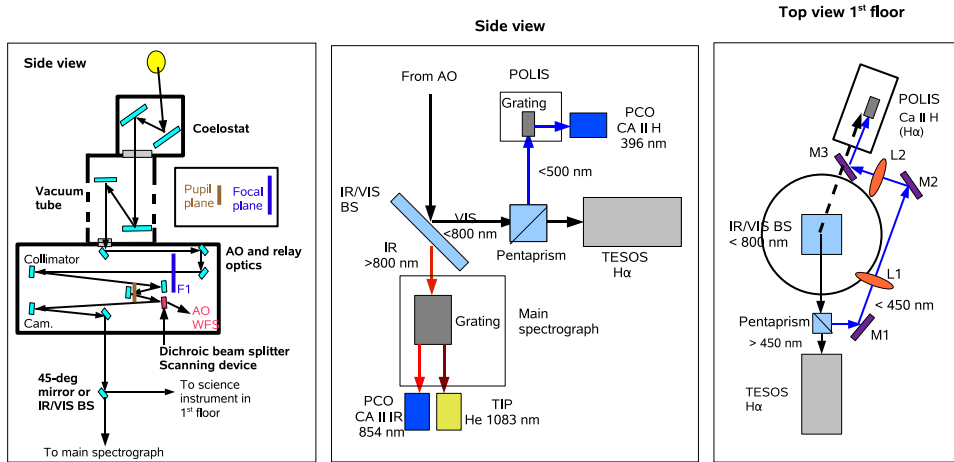 Side view
Coelostat
Vacuum
tube
Pupil
plane
Focal
plane
AO and relay
optics
Collimator
F1
AO
WFS
Cam.
Dichroic beam splitter
Scanning device
45-deg
mirror or
IR/VIS BS
To science
instrument in
1st floor
To main spectrograph
Side view
From AO
POLIS
Grating
PCO
CA II H
396 nm
<500 nm
IR/VIS
BS
VIS
<800 nm
Pentaprism
TESOS
Hα
IR
>800 nm
Grating
Main
spectrograph
PCO
CA II IR
854 nm
TIP
He 1083 nm
Top view 1st floor
POLIS
Ca II H
(Hα)
M3
L2
M2
IR/VIS BS
< 800 nm
L1
< 450 nm
Pentaprism
M1
> 450 nm
TESOS
Hα